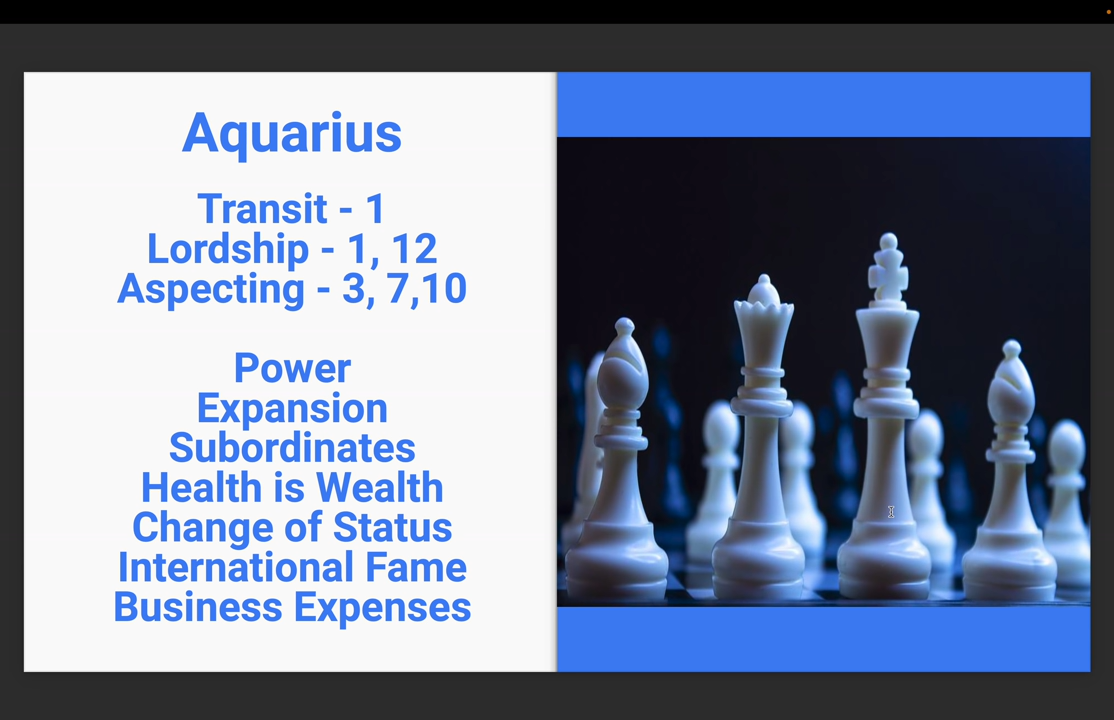 Aquarius
Transit - 1
Lordship - 1, 12
Aspecting - 3, 7,10
Power
Expansion
Subordinates
Health is Wealth
Change of Status
International Fame
Business Expenses